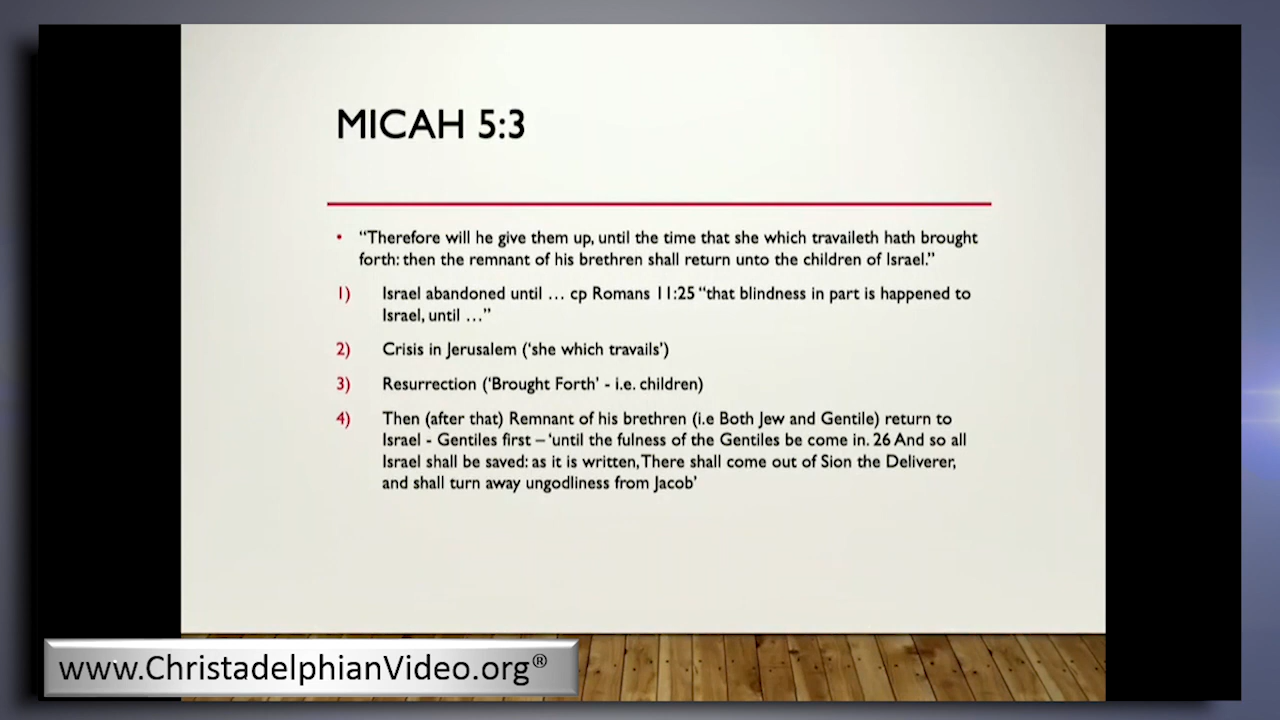 MICAH 5:3
• “Therefore will he give them up, until the time that she which travaileth hath brought
forth: then the remnant of his brethren shall return unto the children of Israel.”
1) Israel abandoned until … cp Romans 11:25 “that blindness in part is happened to
Israel, until …”
2) Crisis in Jerusalem (‘she which travails’)
3) Resurrection (‘Brought Forth’ - i.e. children)
4) Then (after that) Remnant of his brethren (i.e Both Jew and Gentile) return to
Israel - Gentiles first – ‘until the fulness of the Gentiles be come in. 26 And so all
Israel shall be saved: as it is written, There shall come out of Sion the Deliverer,
and shall turn away ungodliness from Jacob’
www.ChristadelphianVideo.org®